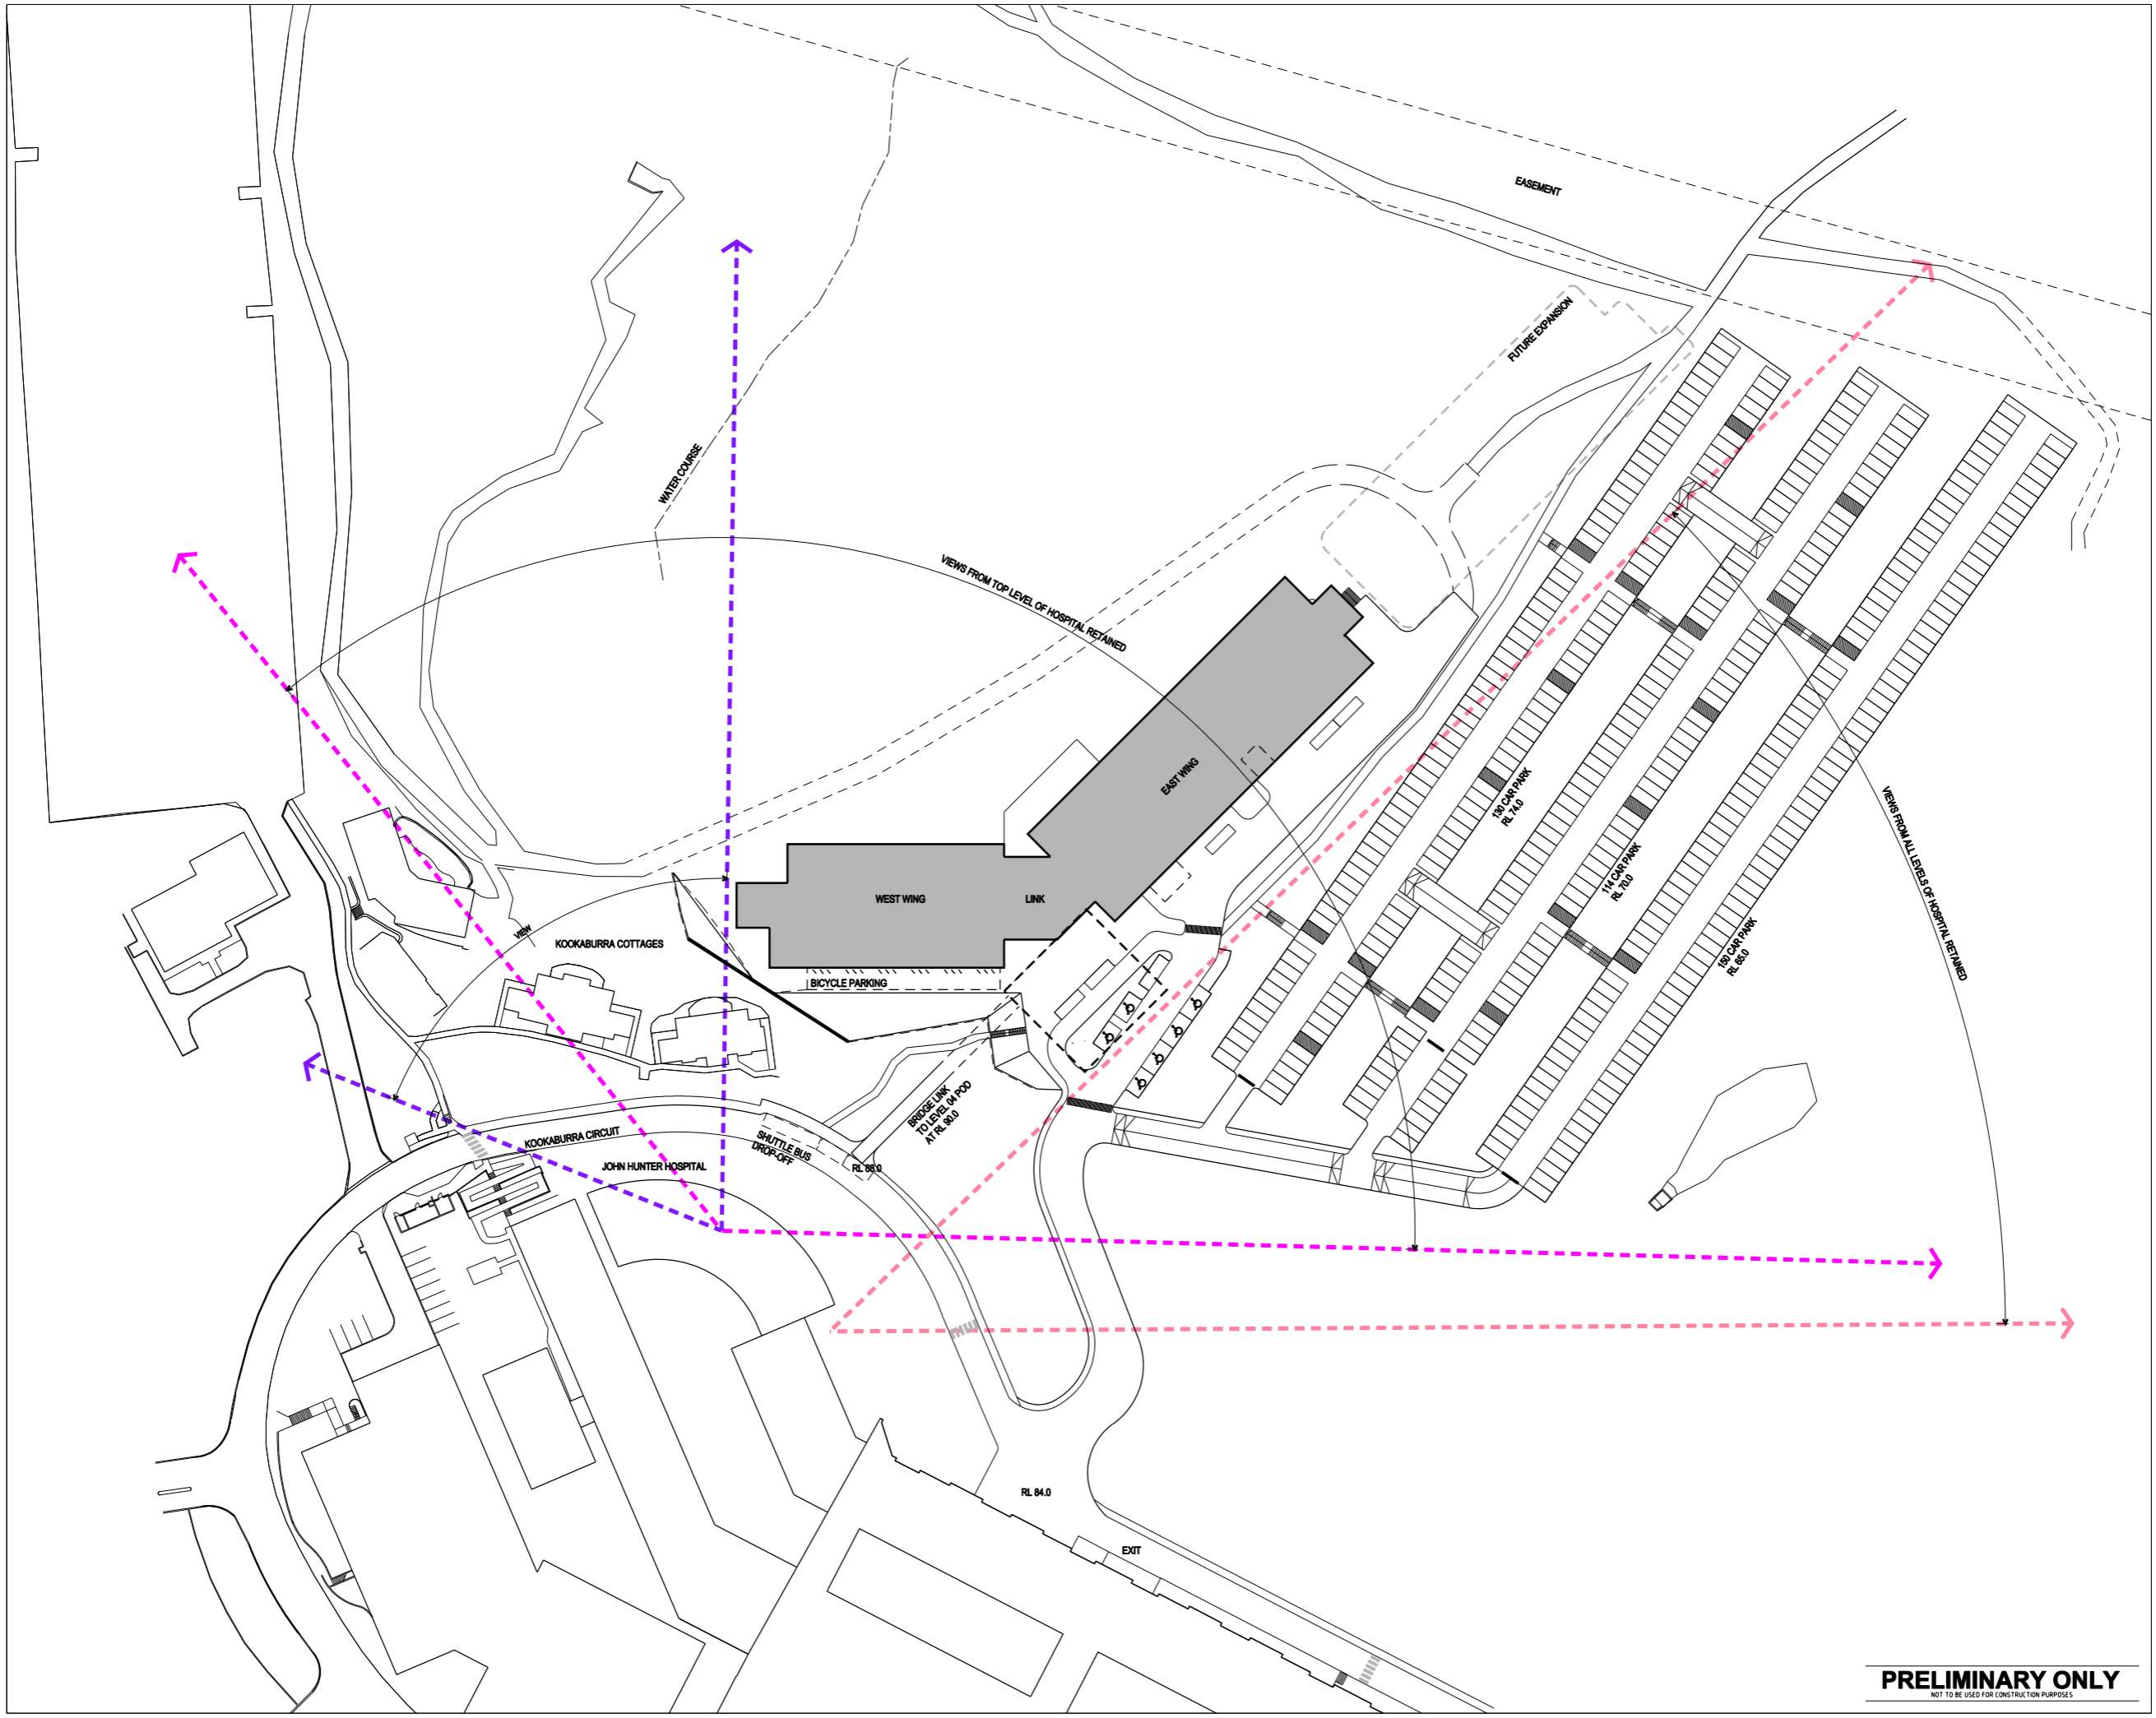 EASEMENT
FUTURE EXPANSION
WATER COURSE
VIEWS FROM TOP LEVEL OF HOSPITAL RETAINED
EAST WING
130 CAR PARK
RL 74.0
114 CAR PARK
RL 70.0
150 CAR PARK
RL 65.0
VIEWS FROM ALL LEVELS OF HOSPITAL RETAINED
WEST WING
LINK
VIEW
KOOKABURRA COTTAGES
BICYCLE PARKING
BRIDGE LINK
TO LEVEL 04 POD
AT RL 90.0
KOOKABURRA CIRCUIT
SHUTTLE BUS
DROP-OFF
JOHN HUNTER HOSPITAL
RL 88.0
RL 84.0
EXIT
PRELIMINARY ONLY
NOT TO BE USED FOR CONSTRUCTION PURPOSES